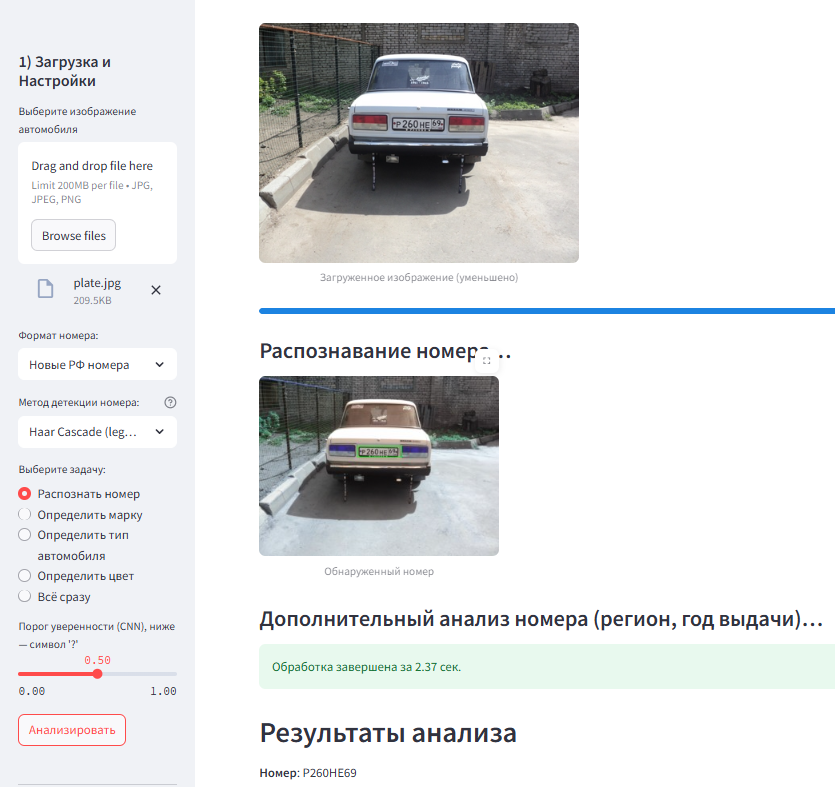 1) Загрузка и
Настройки
Выберите изображение
автомобиля
Drag and drop file here
Limit 200MB per file • JPG,
JPEG, PNG
Browse files
plate.jpg
209.5KB
Формат номера:
Новые РФ номера
Метод детекции номера:
Haar Cascade (leg...
Выберите задачу:
Распознать номер
Определить марку
Определить тип
автомобиля
Определить цвет
Всё сразу
Порог уверенности (CNN), ниже
— символ '?'
0.50
0.00 1.00
Анализировать
Р260НЕ 69
Загруженное изображение (уменьшено)
Распознавание номера...
Р260НЕ 69
Обнаруженный номер
Дополнительный анализ номера (регион, год выдачи)...
Обработка завершена за 2.37 сек.
Результаты анализа
Номер: Р260НЕ69